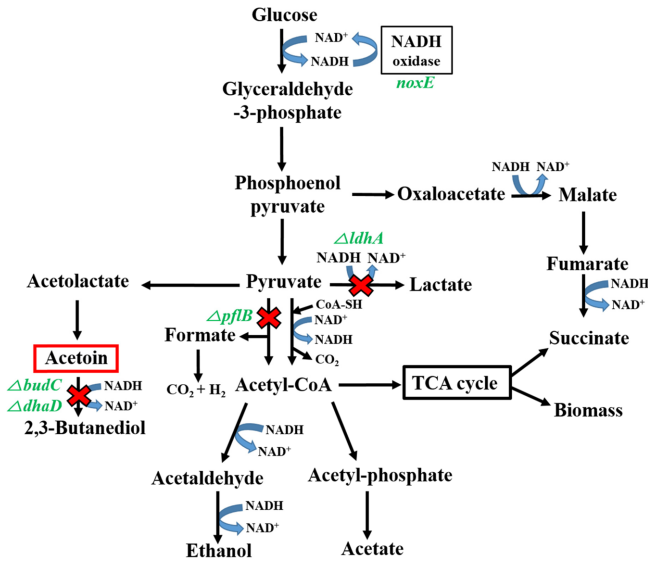 Glucose
NAD⁺
NADH
NADH
oxidase
noxE
Glyceraldehyde
-3-phosphate
Phosphoenol
pyruvate
Oxaloacetate
NADH NAD⁺
Malate
Fumarate
NADH
NAD⁺
Succinate
△ldhA
NADH NAD⁺
Acetolactate
Pyruvate
Lactate
△pflB
CoA-SH
NAD⁺
NADH
CO₂
Formate
CO₂ + H₂
Acetoin
△budC
△dhaD
NADH
NAD⁺
2,3-Butanediol
Acetyl-CoA
TCA cycle
Biomass
NADH
NAD⁺
Acetaldehyde
Acetyl-phosphate
NADH
NAD⁺
Ethanol
Acetate